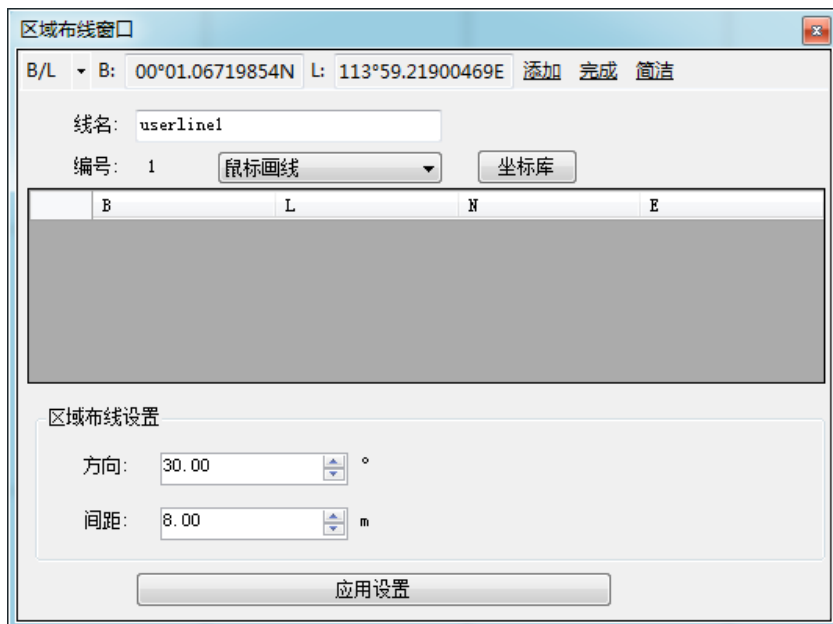 区域布线窗口
B/L B: 00°01.06719854N L: 113°59.21900469E 添加 完成 简洁
线名: userline1
编号: 1 鼠标画线 坐标库
B L N E
区域布线设置
方向: 30.00 °
间距: 8.00 m
应用设置